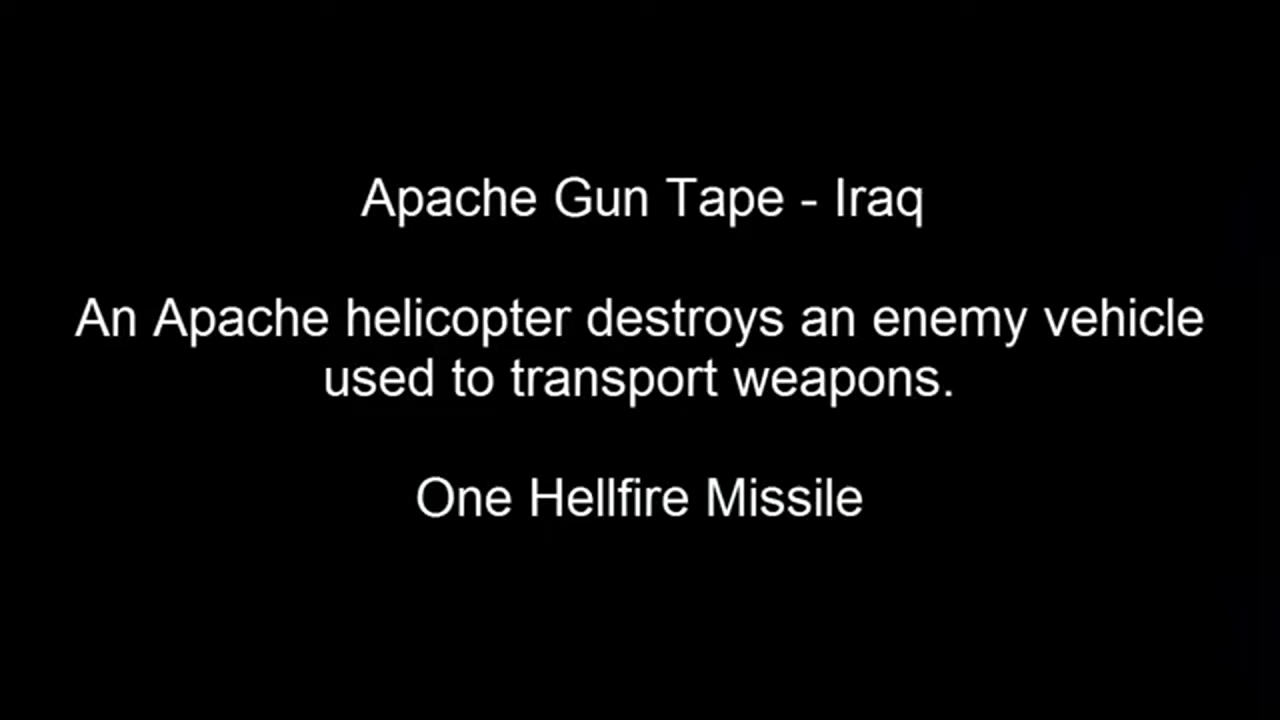 Apache Gun Tape - Iraq
An Apache helicopter destroys an enemy vehicle
used to transport weapons.
One Hellfire Missile